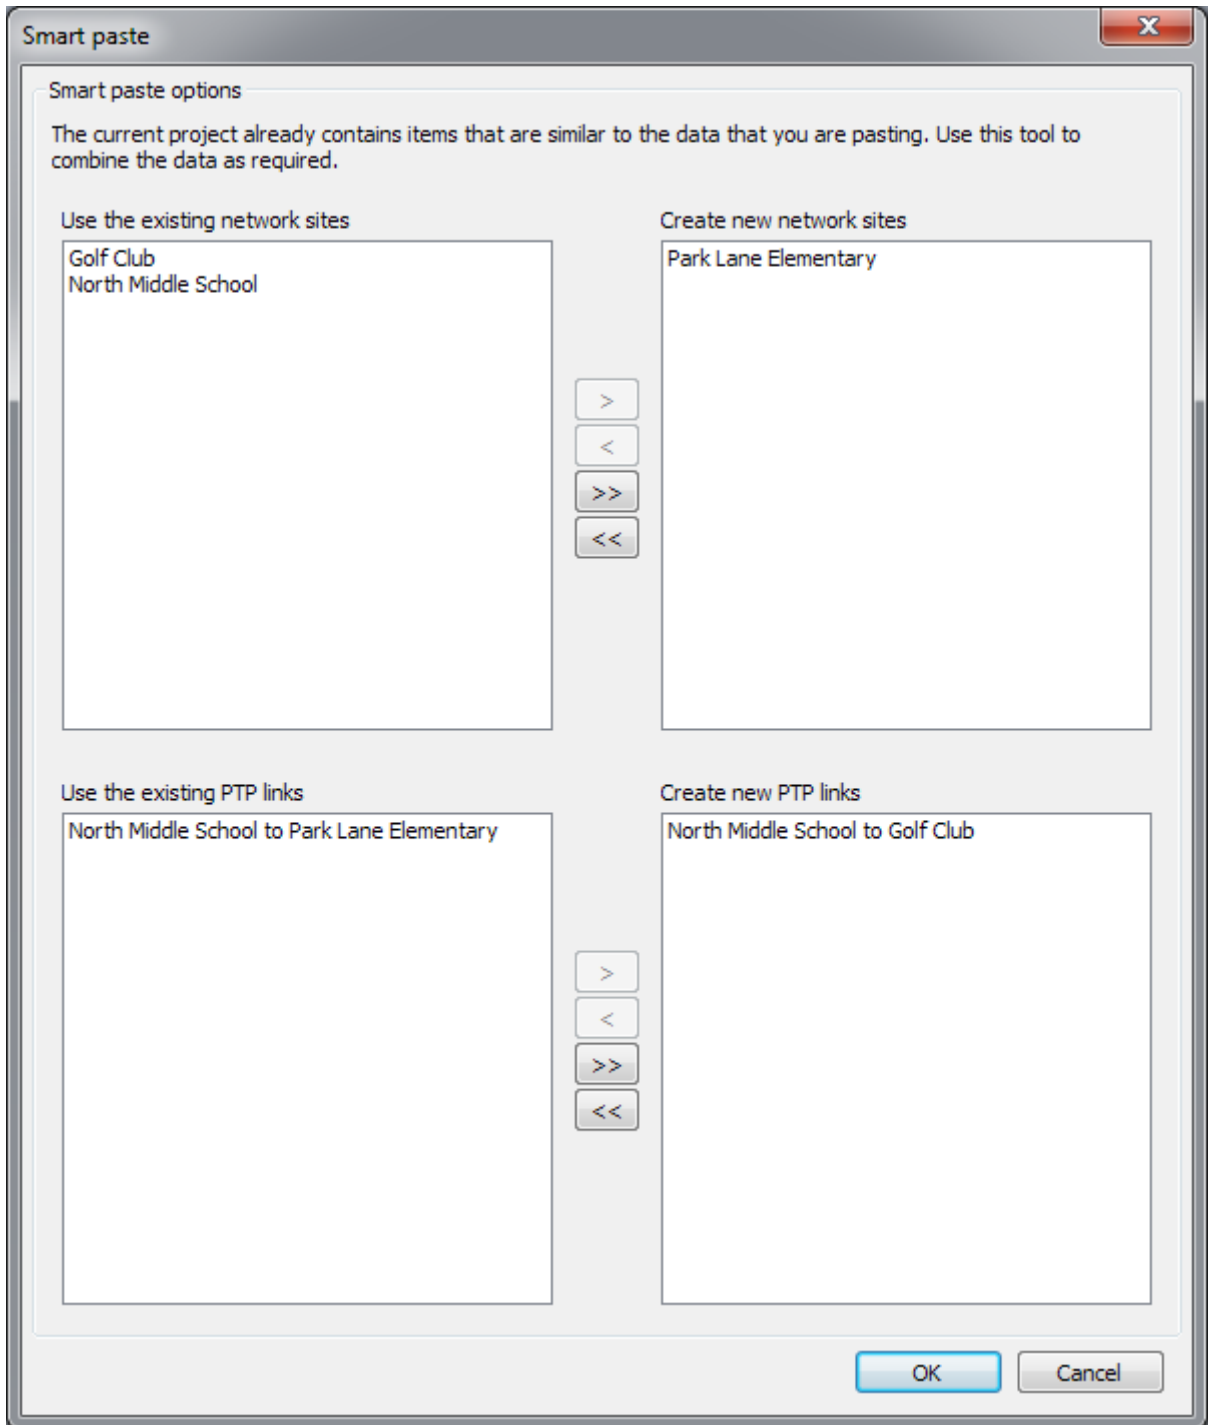 Smart paste
x
Smart paste options
The current project already contains items that are similar to the data that you are pasting. Use this tool to
combine the data as required.
Use the existing network sites
Create new network sites
Golf Club
North Middle School
Park Lane Elementary
>
<
>>
<<
Use the existing PTP links
Create new PTP links
North Middle School to Park Lane Elementary
North Middle School to Golf Club
>
<
>>
<<
OK
Cancel